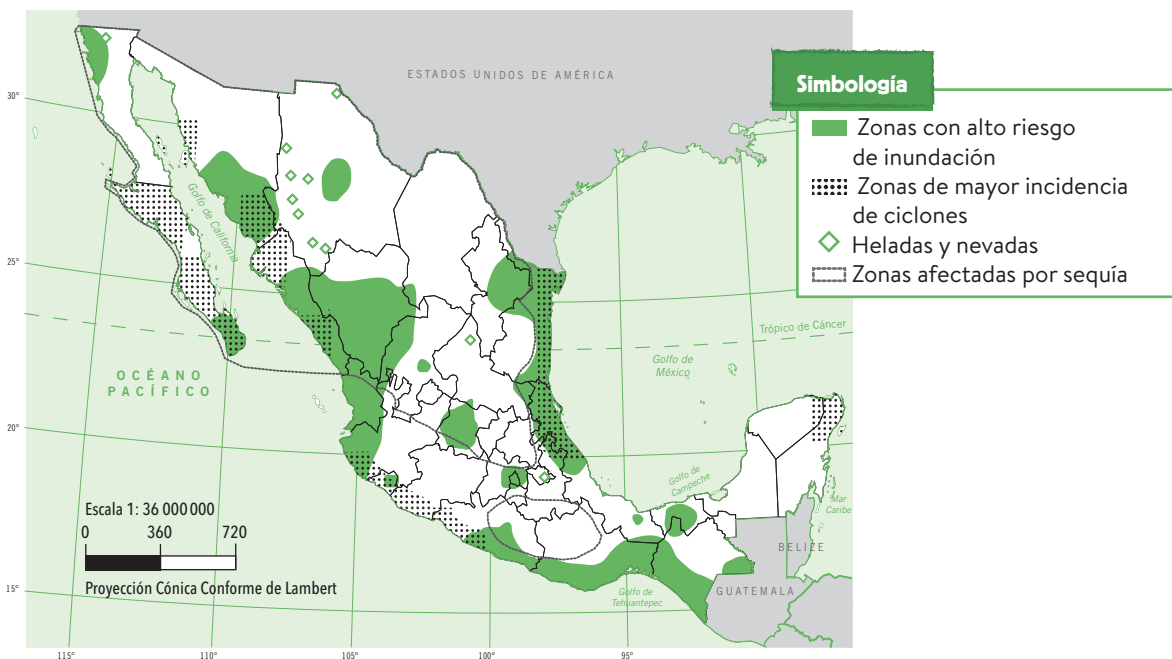 ESTADOS UNIDOS DE AMÉRICA
Simbología
Zonas con alto riesgo
de inundación
Zonas de mayor incidencia
de ciclones
Heladas y nevadas
Zonas afectadas por sequía
30°
25°
20°
15°
Golfo de California
Trópico de Cáncer
Golfo de
México
OCÉANO
PACÍFICO
Golfo de
Campeche
Mar
Caribe
BELIZE
GUATEMALA
Golfo de
Tehuantepec
Escala 1: 36 000 000
0 360 720
Proyección Cónica Conforme de Lambert
115° 110° 105° 100° 95°